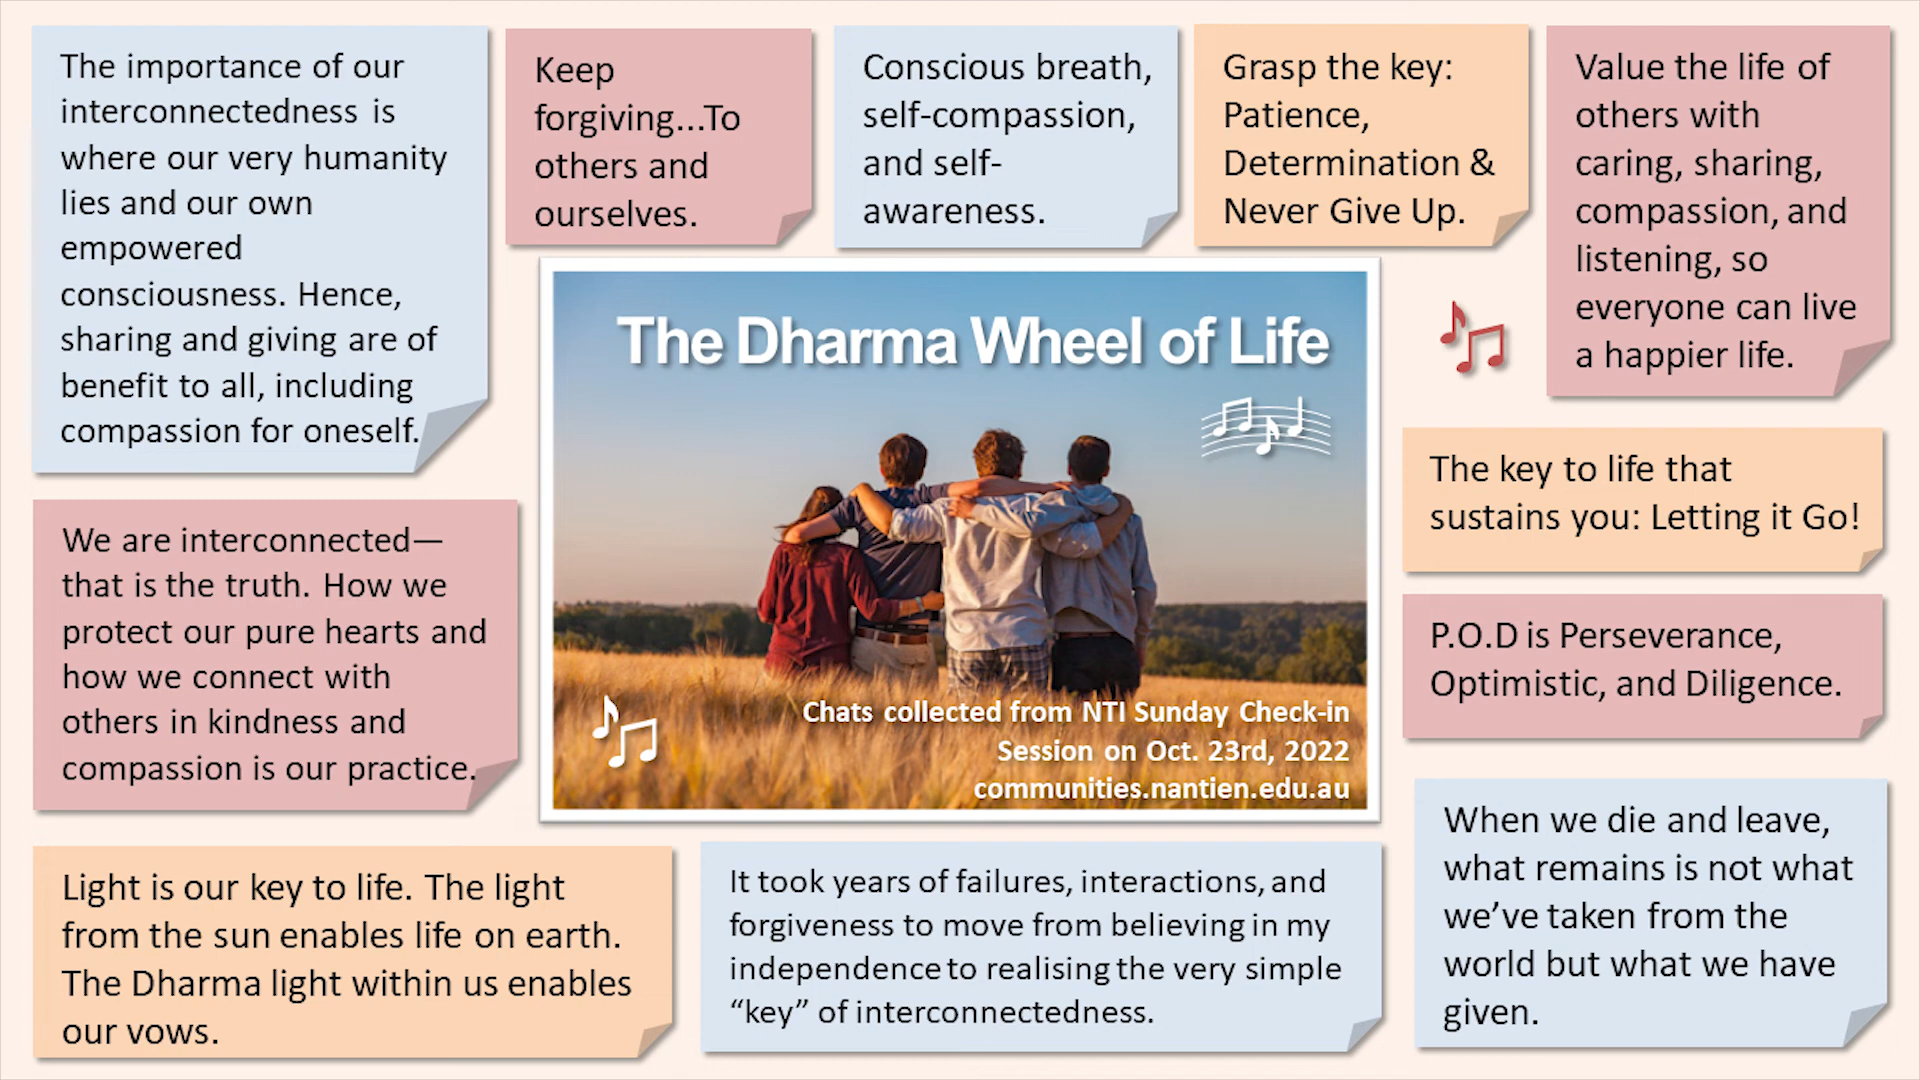 The importance of our
interconnectedness is
where our very humanity
lies and our own
empowered
consciousness. Hence,
sharing and giving are of
benefit to all, including
compassion for oneself.
Keep
forgiving...To
others and
ourselves.
Conscious breath,
self-compassion,
and self-
awareness.
Grasp the key:
Patience,
Determination &
Never Give Up.
Value the life of
others with
caring, sharing,
compassion, and
listening, so
everyone can live
a happier life.
The Dharma Wheel of Life
Chats collected from NTI Sunday Check-in
Session on Oct. 23rd, 2022
communities.nantien.edu.au
The key to life that
sustains you: Letting it Go!
We are interconnected—
that is the truth. How we
protect our pure hearts and
how we connect with
others in kindness and
compassion is our practice.
P.O.D is Perseverance,
Optimistic, and Diligence.
Light is our key to life. The light
from the sun enables life on earth.
The Dharma light within us enables
our vows.
It took years of failures, interactions, and
forgiveness to move from believing in my
independence to realising the very simple
“key” of interconnectedness.
When we die and leave,
what remains is not what
we’ve taken from the
world but what we have
given.